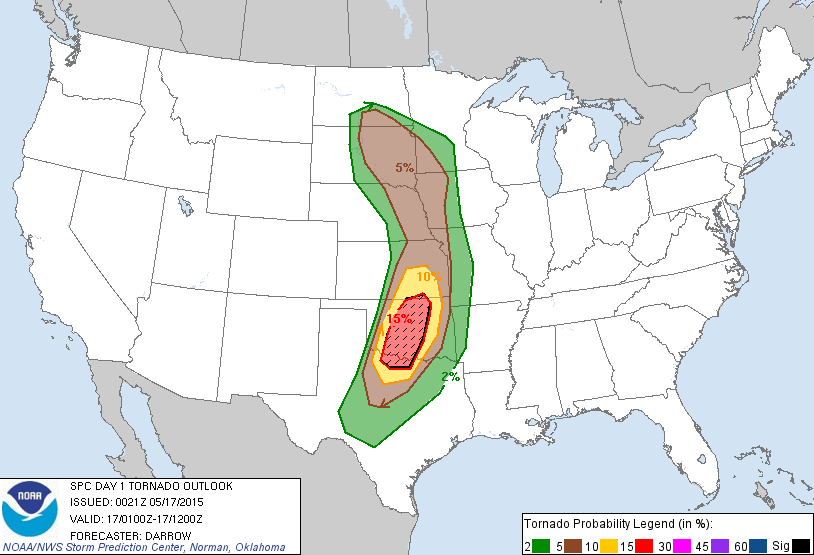 5%
10%
15%
2%
NOAA
SPC DAY 1 TORNADO OUTLOOK
ISSUED: 0021Z 05/17/2015
VALID: 17/0100Z-17/1200Z
FORECASTER: DARROW
NOAA/NWS Storm Prediction Center, Norman, Oklahoma
Tornado Probability Legend (in %):
2 5 10 15 30 45 60 Sig